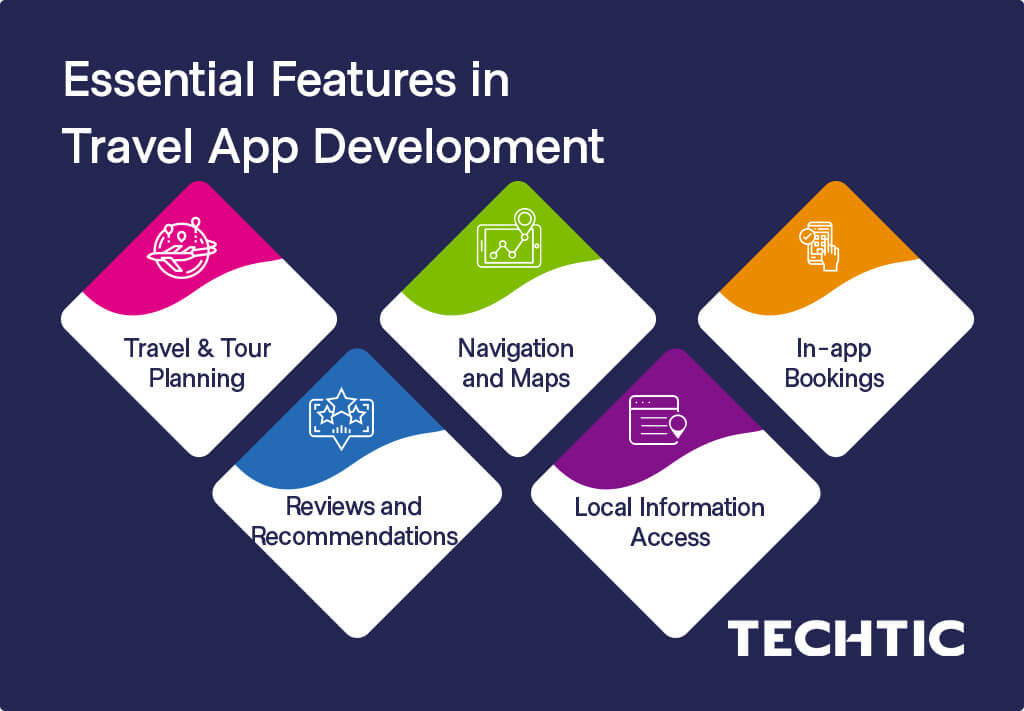 Essential Features in
Travel App Development
Travel & Tour
Planning
Navigation
and Maps
In-app
Bookings
Reviews and
Recommendations
Local Information
Access
TECHTIC